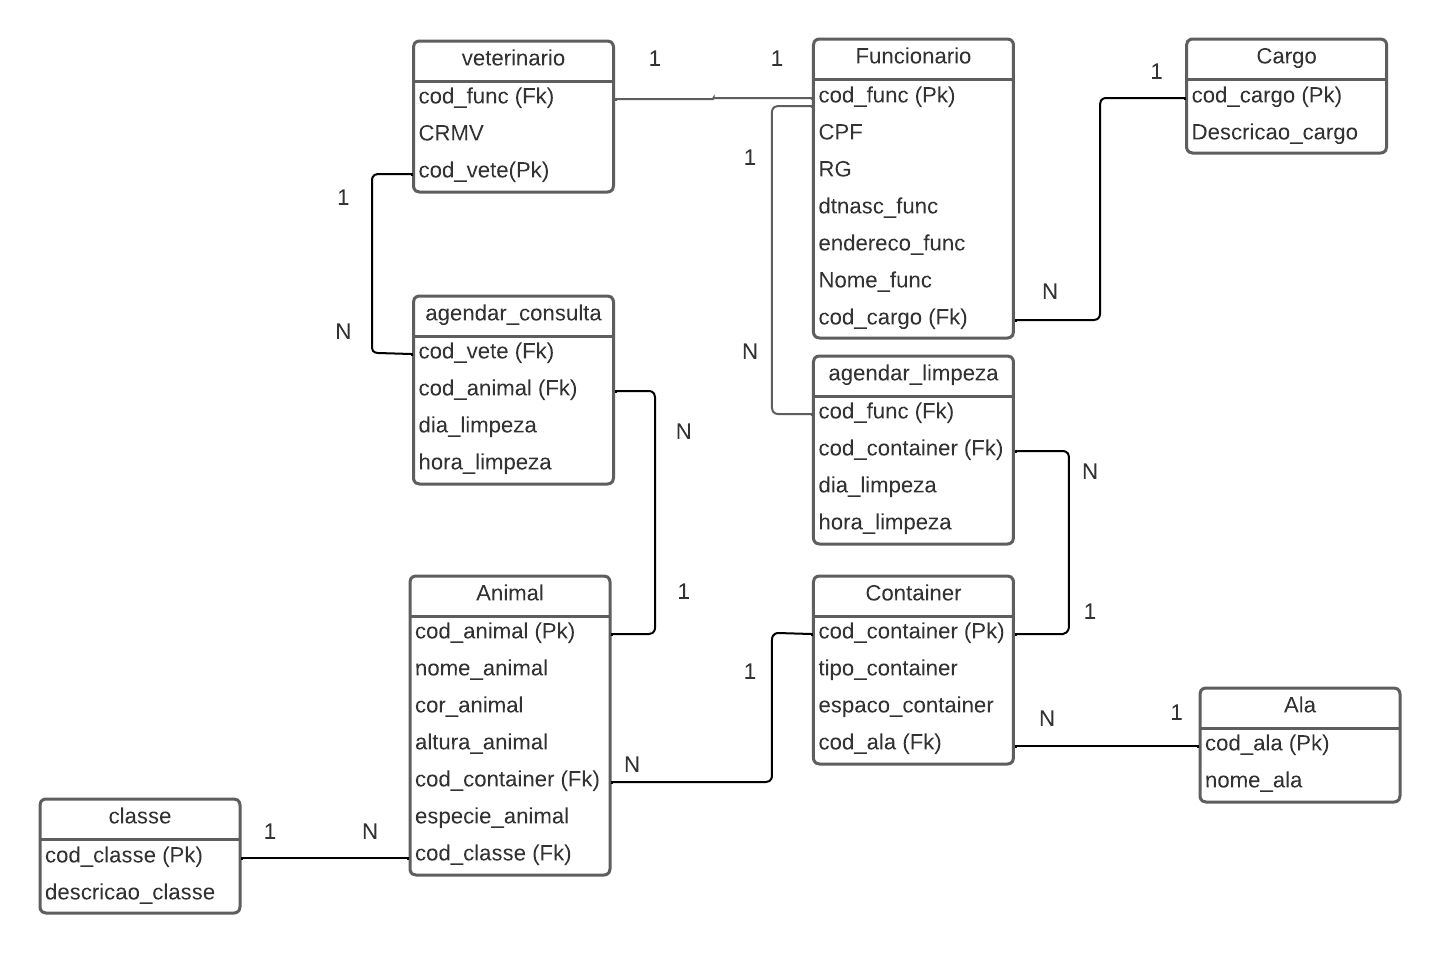 veterinario
cod_func (Fk)
CRMV
cod_vete(Pk)
1
1
Funcionario
cod_func (Pk)
CPF
RG
dtnasc_func
endereco_func
Nome_func
cod_cargo (Fk)
1
Cargo
cod_cargo (Pk)
Descricao_cargo
N
1
N
1
N
agendar_consulta
cod_vete (Fk)
cod_animal (Fk)
dia_limpeza
hora_limpeza
N
1
agendar_limpeza
cod_func (Fk)
cod_container (Fk)
dia_limpeza
hora_limpeza
N
1
Animal
cod_animal (Pk)
nome_animal
cor_animal
altura_animal
cod_container (Fk)
especie_animal
cod_classe (Fk)
1
N
Container
cod_container (Pk)
tipo_container
espaco_container
cod_ala (Fk)
N
1
Ala
cod_ala (Pk)
nome_ala
classe
cod_classe (Pk)
descricao_classe
1
N